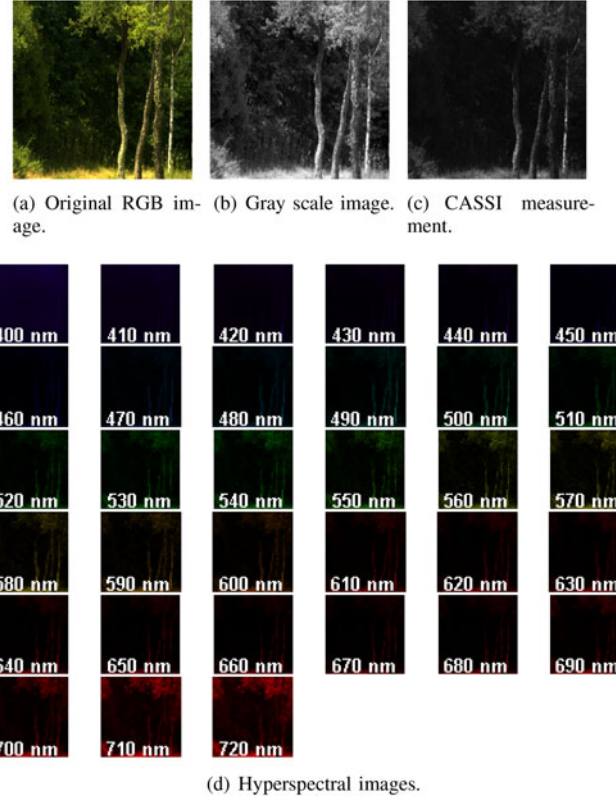 (a) Original RGB im-
age.
(b) Gray scale image.
(c) CASSI measure-
ment.
400 nm 410 nm 420 nm 430 nm 440 nm 450 nm
460 nm 470 nm 480 nm 490 nm 500 nm 510 nm
520 nm 530 nm 540 nm 550 nm 560 nm 570 nm
580 nm 590 nm 600 nm 610 nm 620 nm 630 nm
640 nm 650 nm 660 nm 670 nm 680 nm 690 nm
700 nm 710 nm 720 nm
(d) Hyperspectral images.